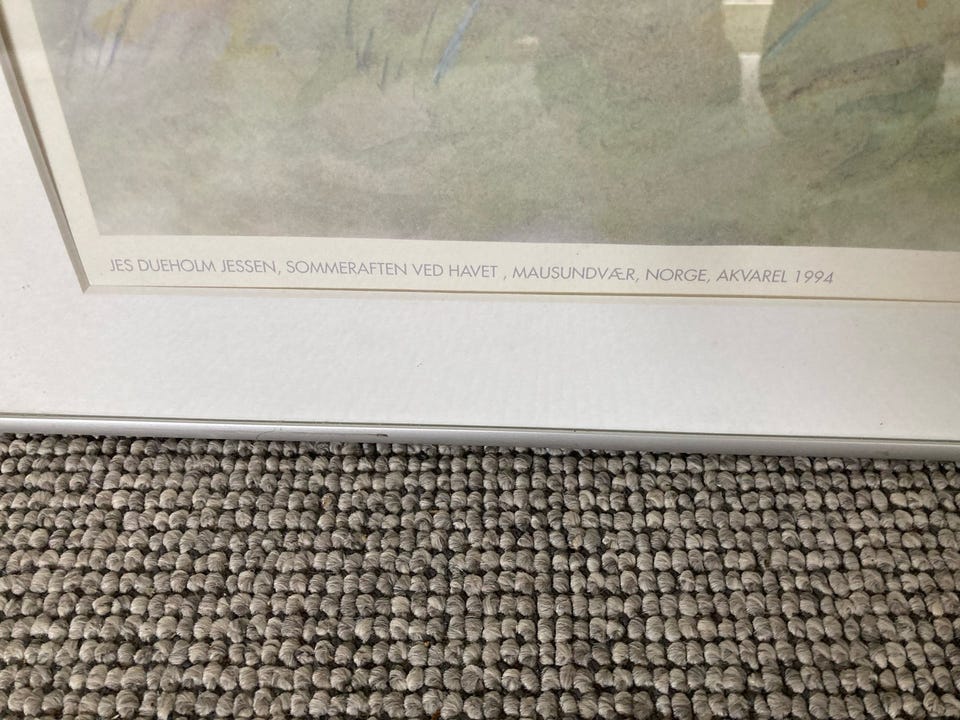 JES DUEHOLM JESSEN, SOMMERAFTEN VED HAVET , MAUSUNDVÆR, NORGE, AKVAREL 1994